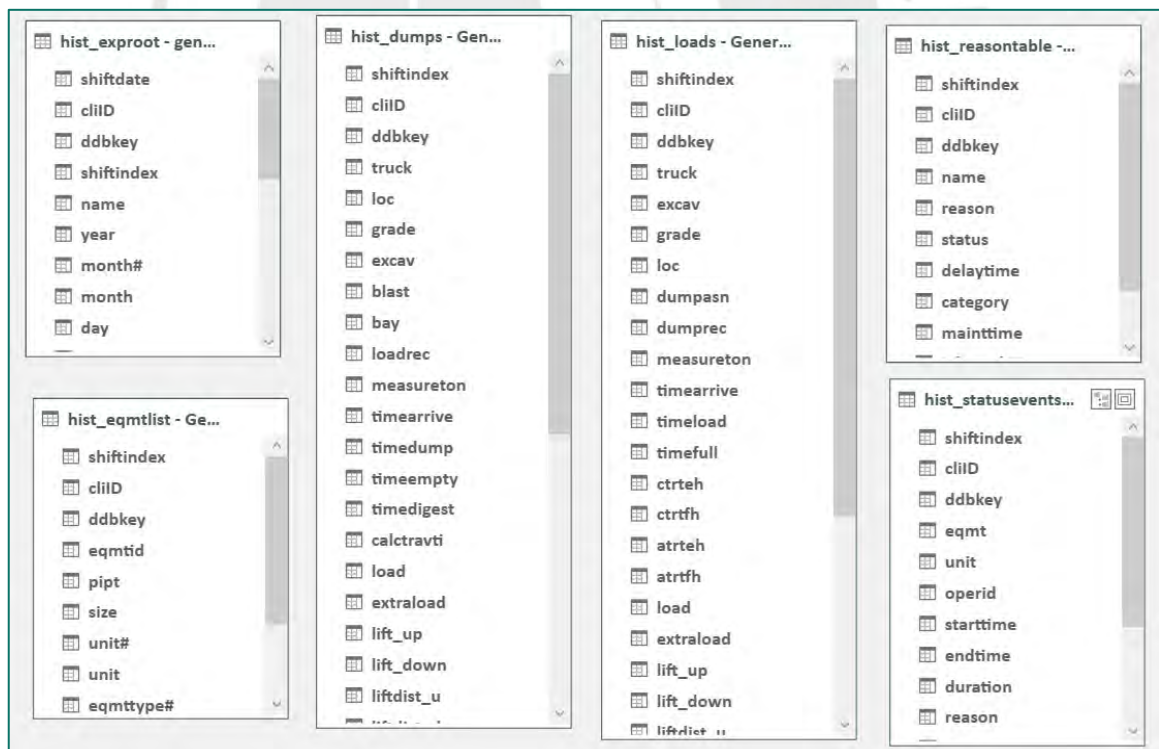 hist_exproot - gen...
shiftdate
cliID
ddbkey
shiftindex
name
year
month#
month
day
hist_eqmtlist - Ge...
shiftindex
cliID
ddbkey
eqmtid
pipt
size
unit#
unit
eqmttype#
hist_dumps - Gen...
shiftindex
cliID
ddbkey
truck
loc
grade
excav
blast
bay
loadrec
measureton
timearrive
timedump
timeempty
timedigest
calctravti
load
extraload
lift_up
lift_down
liftdist_u
hist_loads - Gener...
shiftindex
cliID
ddbkey
truck
excav
grade
loc
dumpasn
dumprec
measureton
timearrive
timeload
timefull
ctrteh
ctrtfh
atrteh
atrtfh
load
extraload
lift_up
lift_down
liftdist_u
hist_reasontable -...
shiftindex
cliID
ddbkey
name
reason
status
delaytime
category
mainttime
hist_statusevents...
shiftindex
cliID
ddbkey
eqmt
unit
operid
starttime
endtime
duration
reason